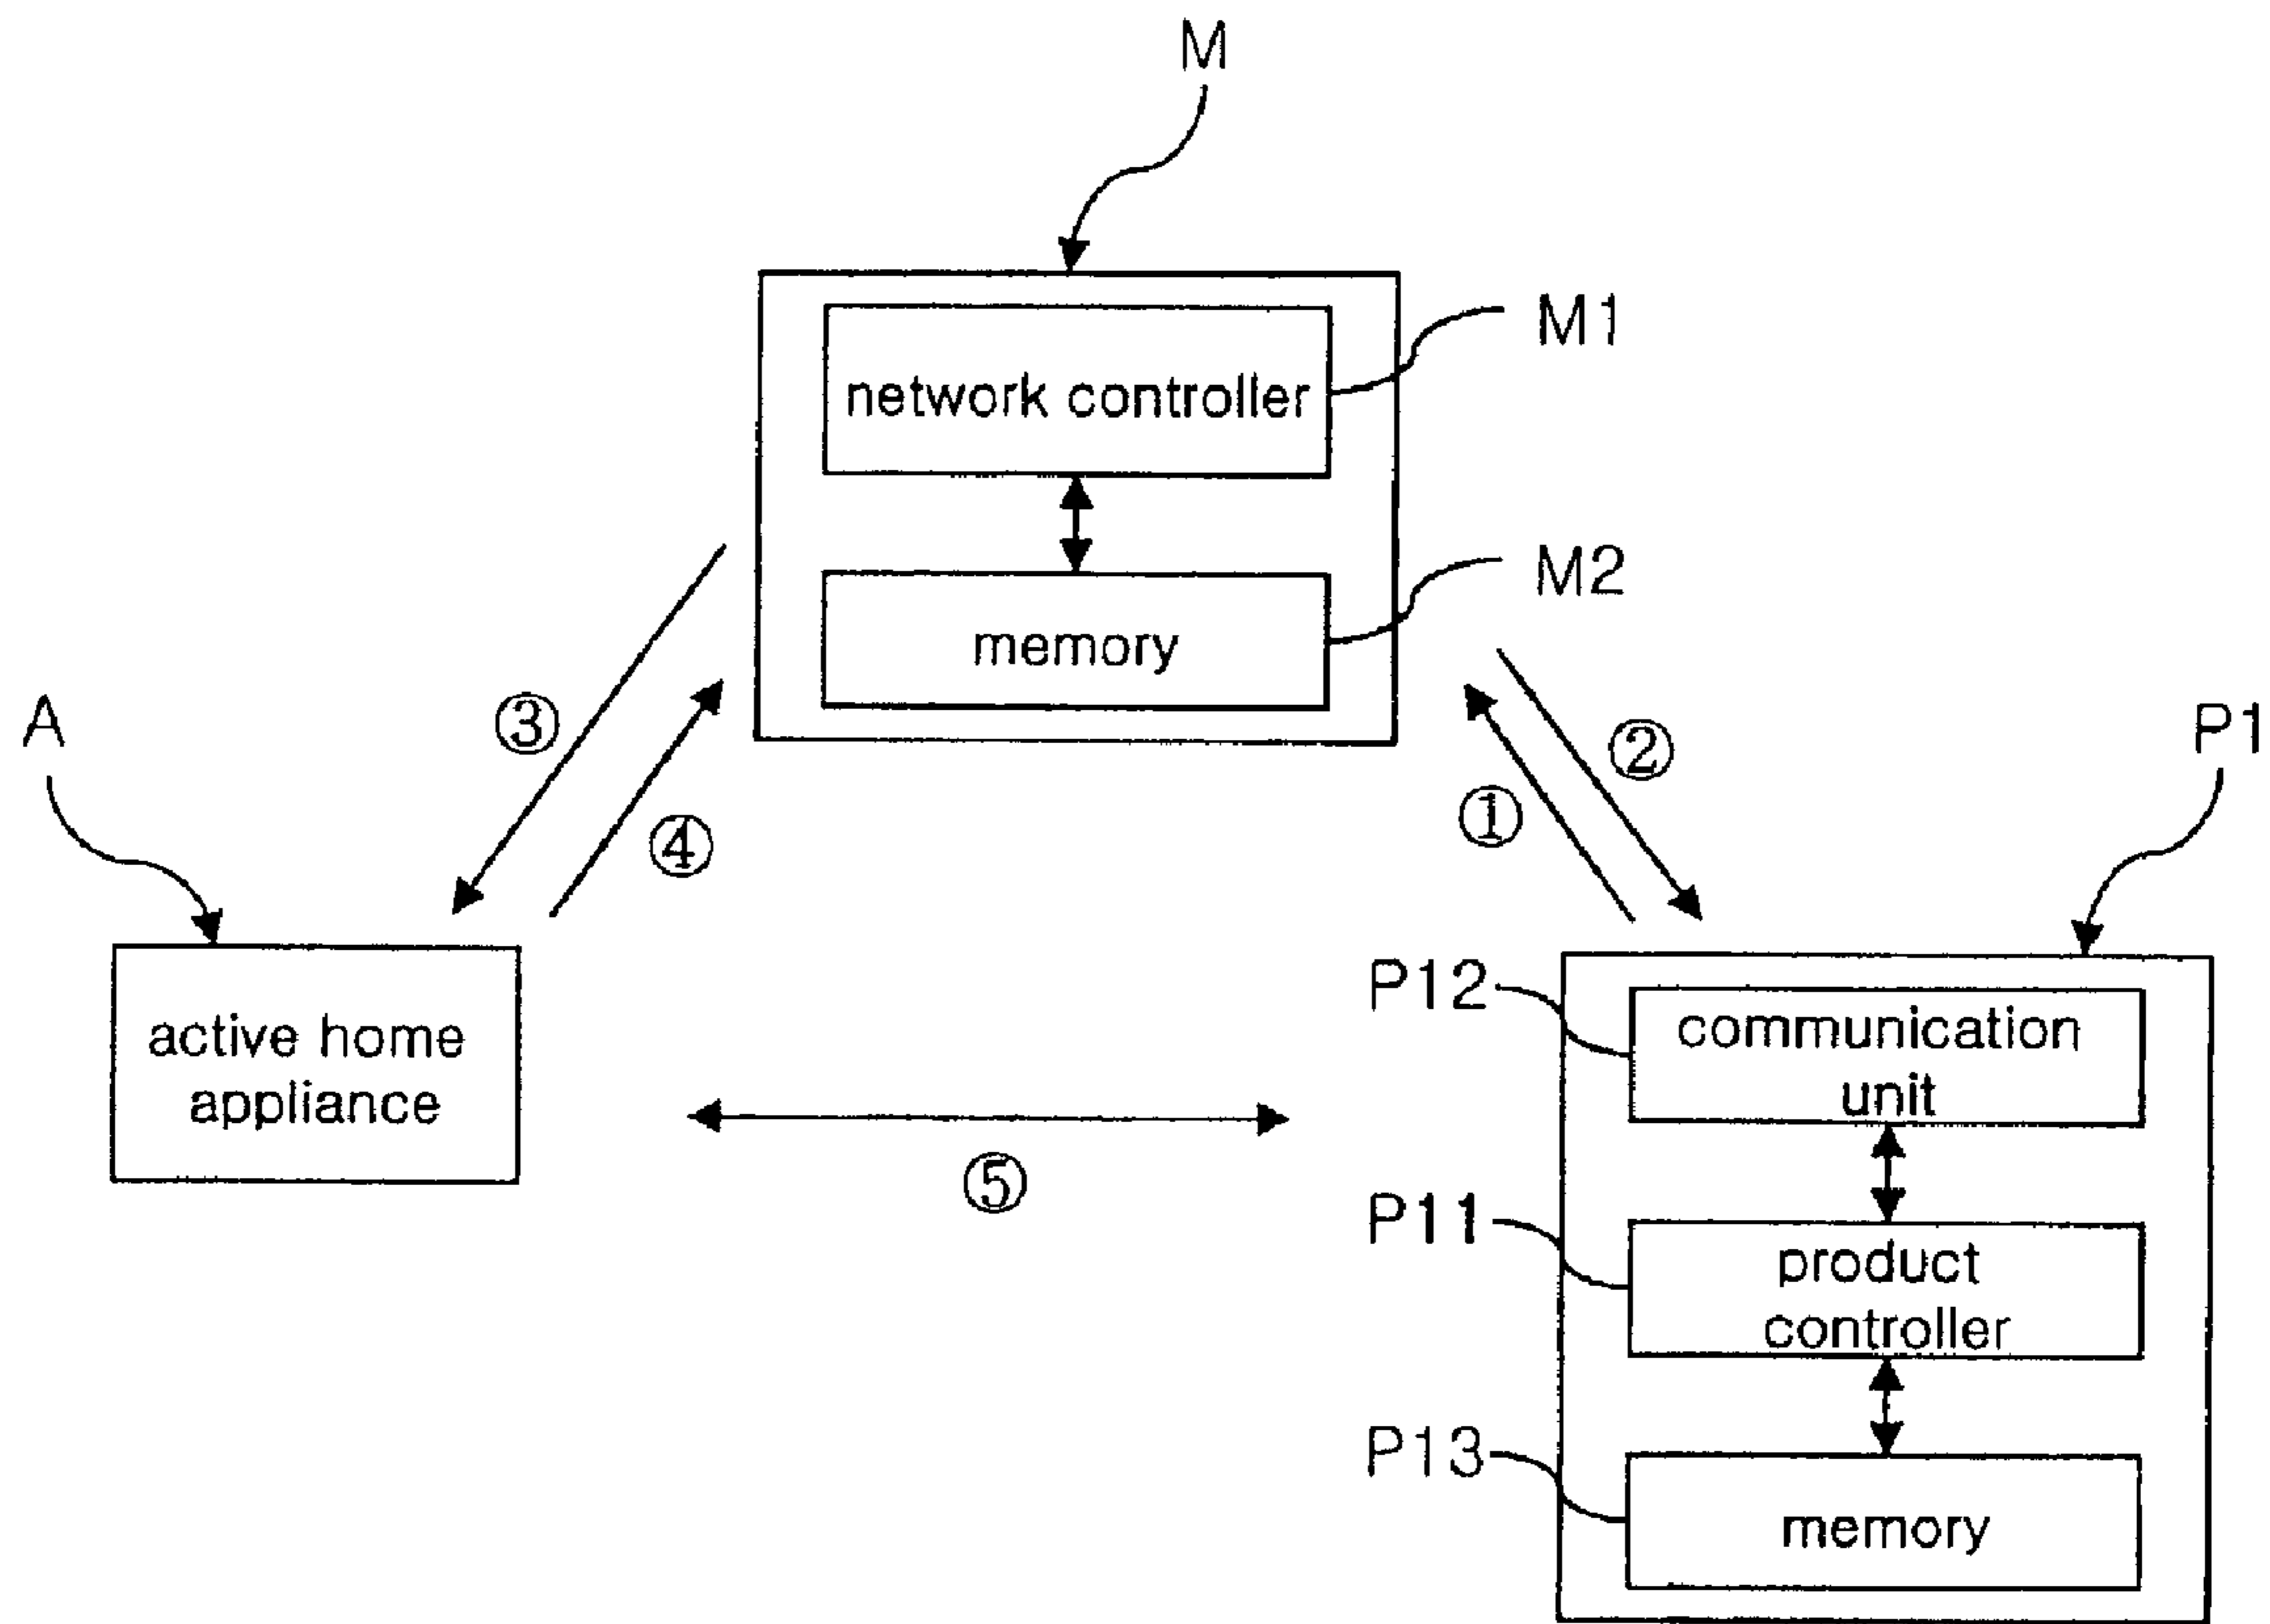 M
network controller
M1
memory
M2
③
④
②
①
A
active home
appliance
⑤
P1
P12
communication
unit
P11
product
controller
P13
memory